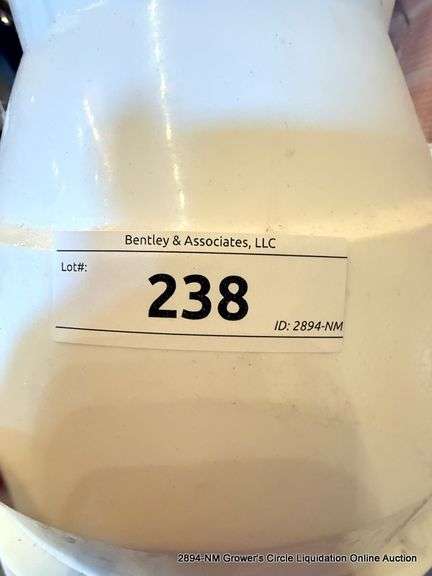 Bentley & Associates, LLC
Lot#:
238
ID: 2894-NM
2894-NM Grower's Circle Liquidation Online Auction